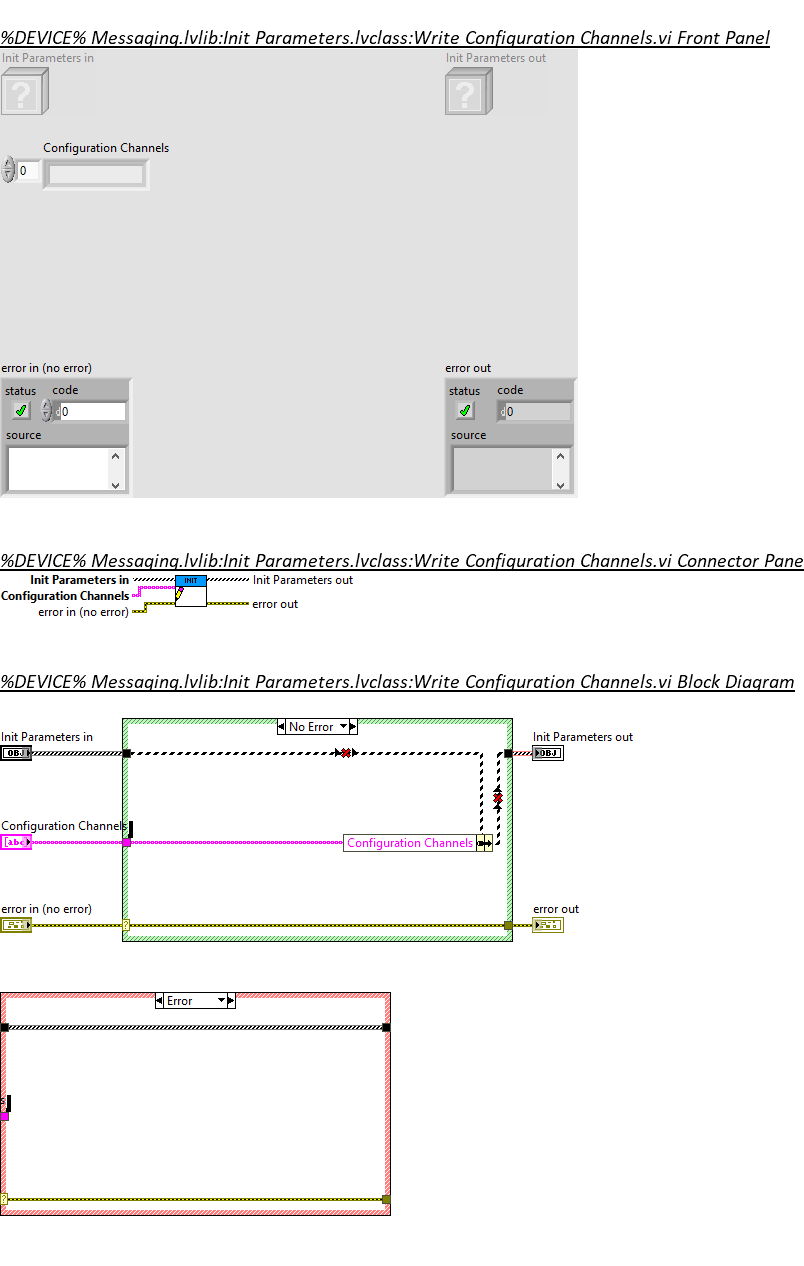 %DEVICE% Messaging.lvlib:Init Parameters.lvclass:Write Configuration Channels.vi Front Panel
Init Parameters in
Init Parameters out
?
?
Configuration Channels
0
error in (no error)
error out
status code
status code
d 0
d 0
source
source
%DEVICE% Messaging.lvlib:Init Parameters.lvclass:Write Configuration Channels.vi Connector Pane
Init Parameters in
INIT
Init Parameters out
Configuration Channels
error in (no error)
error out
%DEVICE% Messaging.lvlib:Init Parameters.lvclass:Write Configuration Channels.vi Block Diagram
No Error
Init Parameters in
Init Parameters out
OBJ
OBJ
Configuration Channels
[abc
Configuration Channels
error in (no error)
error out
?
Error
s
?